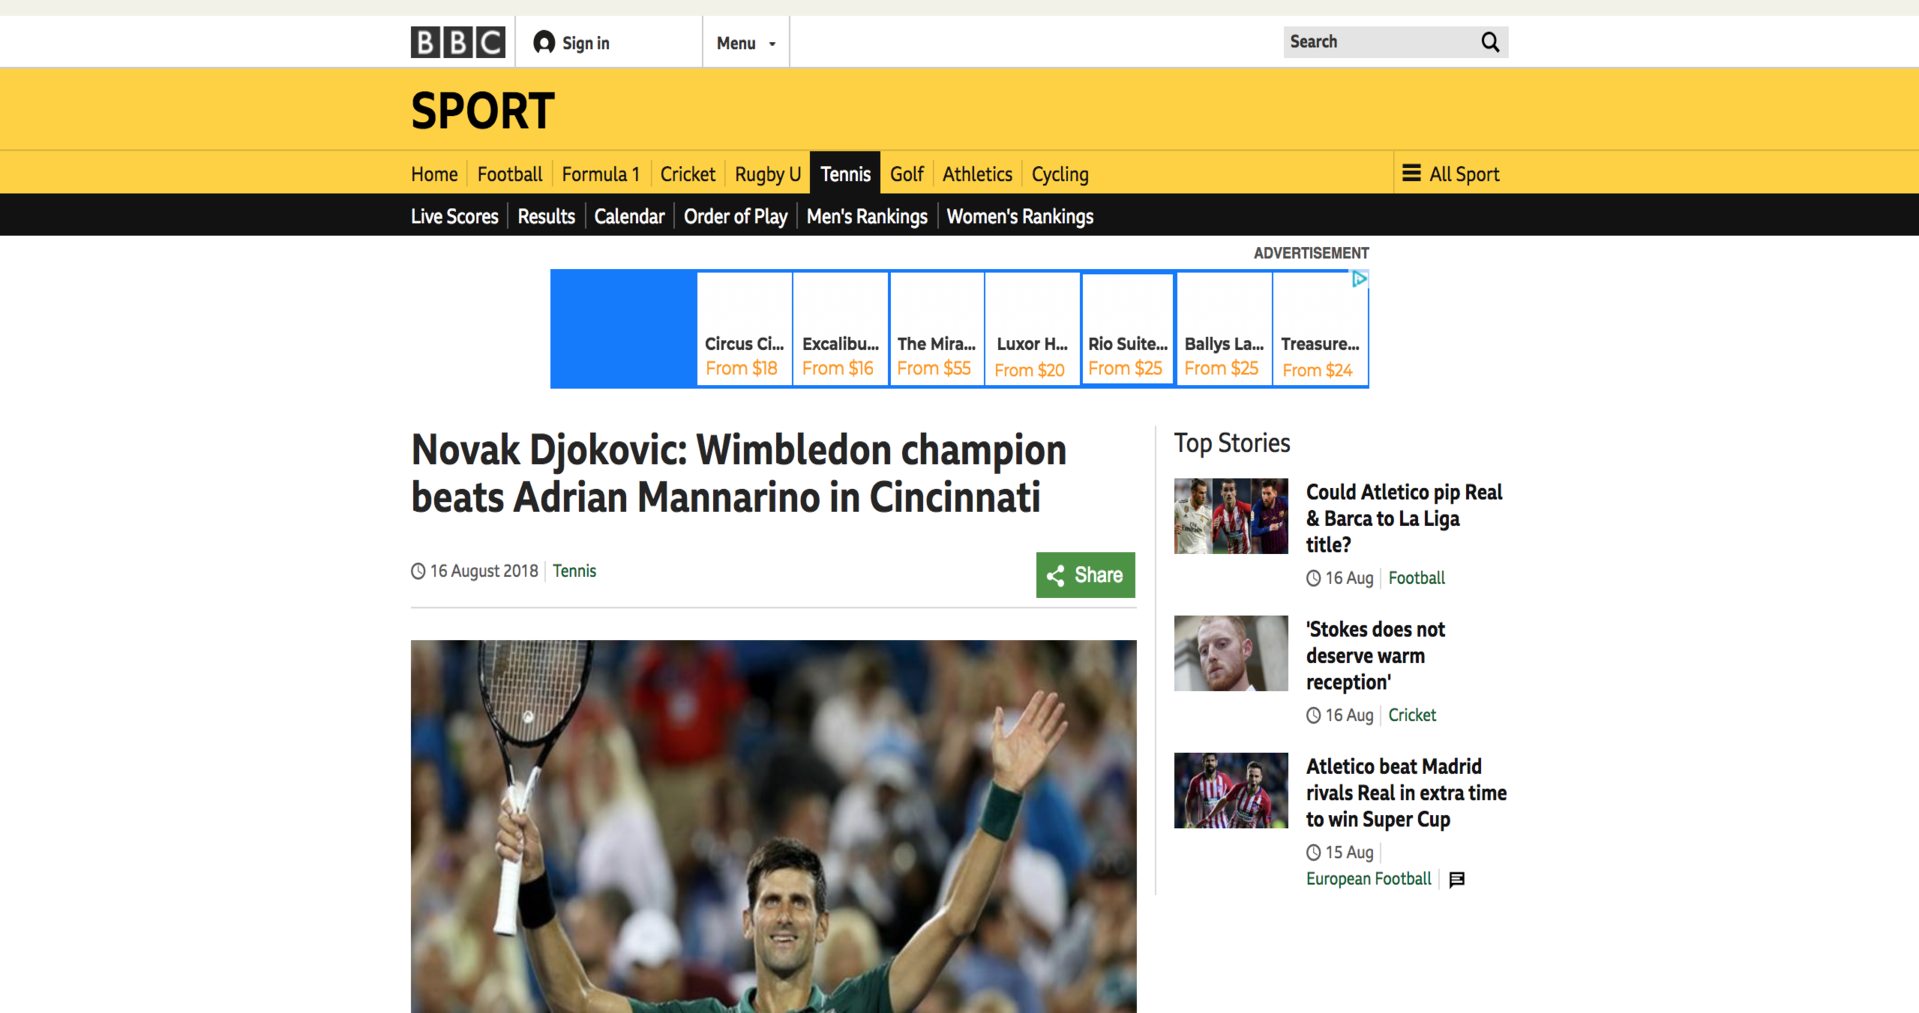 BBC
Sign in
Menu
Search
SPORT
Home
Football
Formula 1
Cricket
Rugby U
Tennis
Golf
Athletics
Cycling
All Sport
Live Scores
Results
Calendar
Order of Play
Men's Rankings
Women's Rankings
ADVERTISEMENT
Circus Ci...
From $18
Excalibu...
From $16
The Mira...
From $55
Luxor H...
From $20
Rio Suite...
From $25
Ballys La...
From $25
Treasure...
From $24
Novak Djokovic: Wimbledon champion
beats Adrian Mannarino in Cincinnati
16 August 2018
Tennis
Share
Top Stories
Could Atletico pip Real
& Barca to La Liga
title?
16 Aug
Football
'Stokes does not
deserve warm
reception'
16 Aug
Cricket
Atletico beat Madrid
rivals Real in extra time
to win Super Cup
15 Aug
European Football